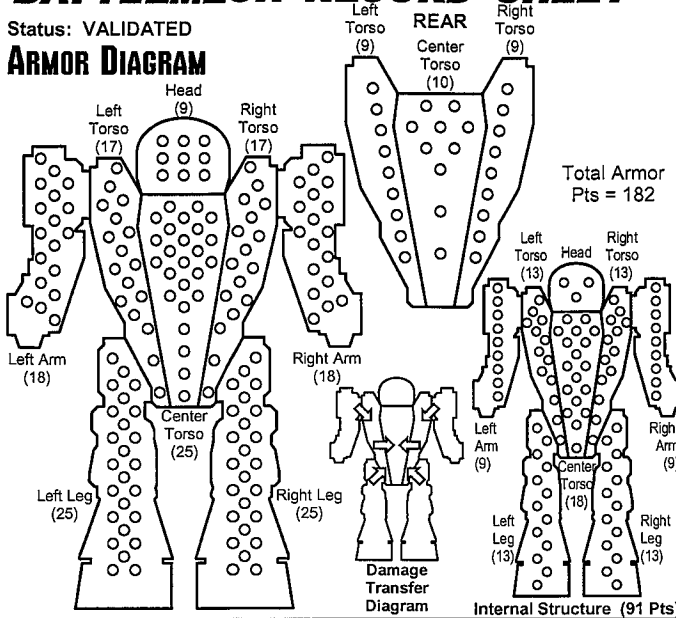 Status: VALIDATED
ARMOR DIAGRAM
Left
Torso
(17)
Head
(9)
Right
Torso
(17)
Left Arm
(18)
Right Arm
(18)
Center
Torso
(25)
Left Leg
(25)
Right Leg
(25)
Left
Torso
(9)
REAR
Center
Torso
(10)
Right
Torso
(9)
Total Armor
Pts = 182
Left
Torso
(13)
Head
Right
Torso
(13)
Left
Arm
(9)
Right
Arm
(9)
Center
Torso
(18)
Left
Leg
(13)
Right
Leg
(13)
Damage
Transfer
Diagram
Internal Structure (91 Pts)